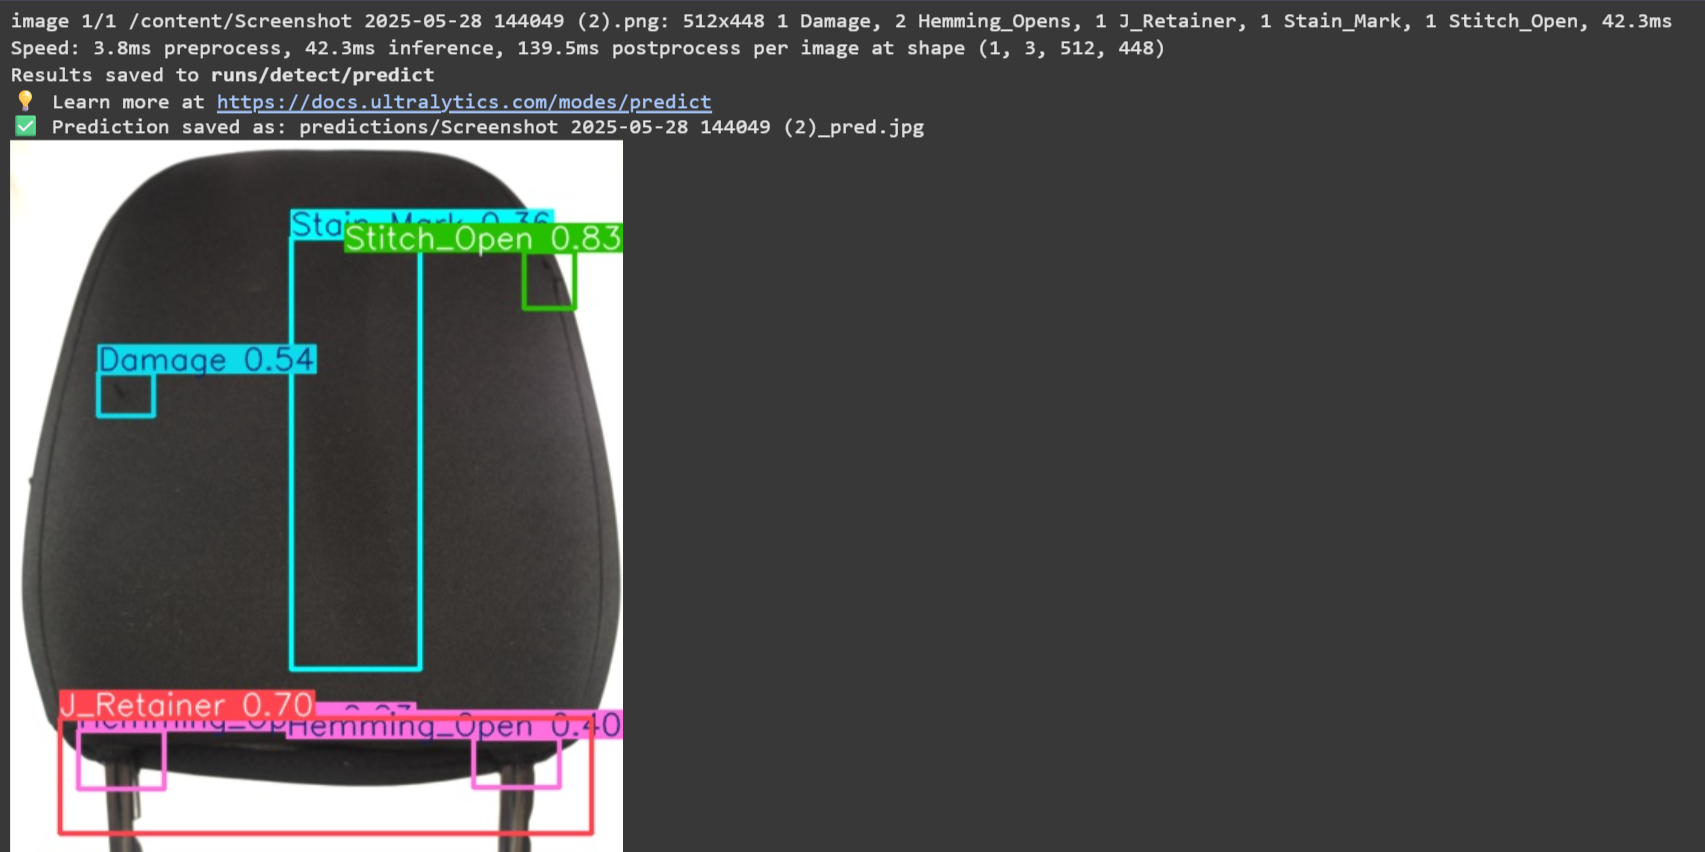 image 1/1 /content/Screenshot 2025-05-28 144049 (2).png: 512x448 1 Damage, 2 Hemming_Opens, 1 J_Retainer, 1 Stain_Mark, 1 Stitch_Open, 42.3ms
Speed: 3.8ms preprocess, 42.3ms inference, 139.5ms postprocess per image at shape (1, 3, 512, 448)
Results saved to runs/detect/predict
💡 Learn more at https://docs.ultralytics.com/modes/predict
✅ Prediction saved as: predictions/Screenshot 2025-05-28 144049 (2)_pred.jpg
Stain_Mark 0.36
Stitch_Open 0.83
Damage 0.54
J_Retainer 0.70
Hemming_Op
Hemming_Open 0.40